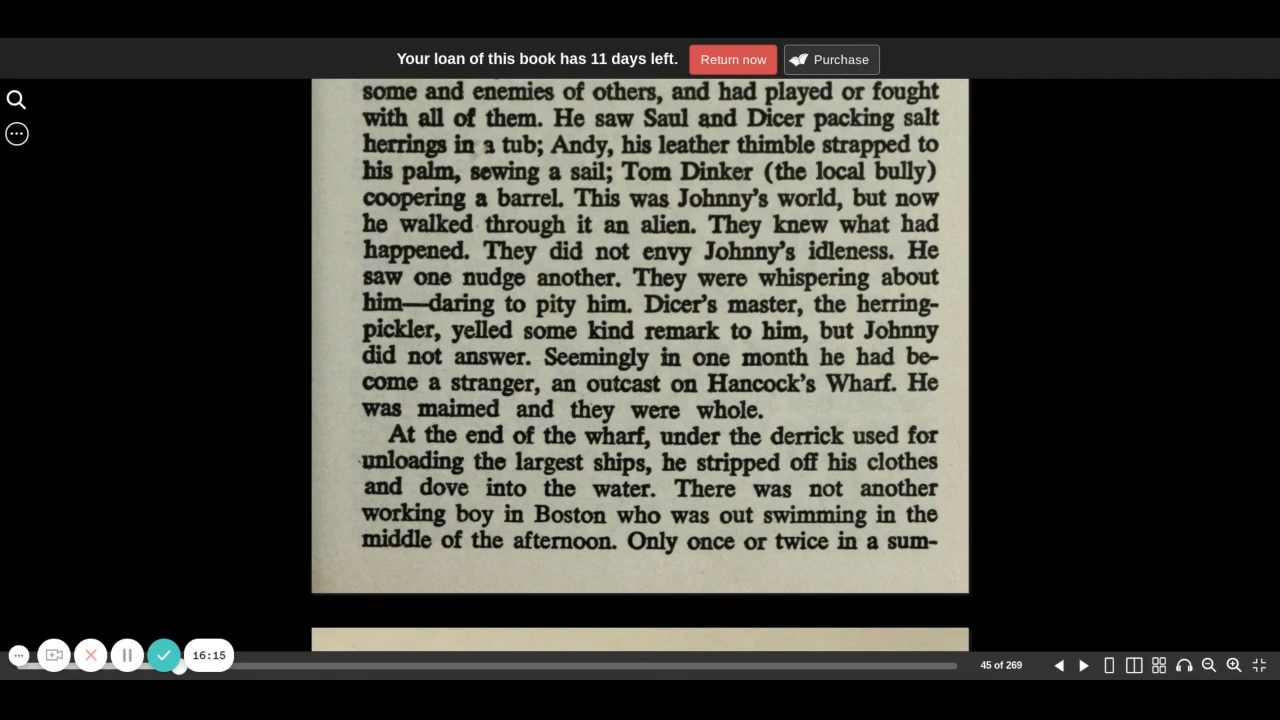 Your loan of this book has 11 days left.
Return now
Purchase
some and enemies of others, and had played or fought
with all of them. He saw Saul and Dicer packing salt
herrings in a tub; Andy, his leather thimble strapped to
his palm, sewing a sail; Tom Dinker (the local bully)
coopering a barrel. This was Johnny's world, but now
he walked through it an alien. They knew what had
happened. They did not envy Johnny's idleness. He
saw one nudge another. They were whispering about
him—daring to pity him. Dicer's master, the herring-
pickler, yelled some kind remark to him, but Johnny
did not answer. Seemingly in one month he had be-
come a stranger, an outcast on Hancock's Wharf. He
was maimed and they were whole.
At the end of the wharf, under the derrick used for
unloading the largest ships, he stripped off his clothes
and dove into the water. There was not another
working boy in Boston who was out swimming in the
middle of the afternoon. Only once or twice in a sum-
16:15
45 of 269